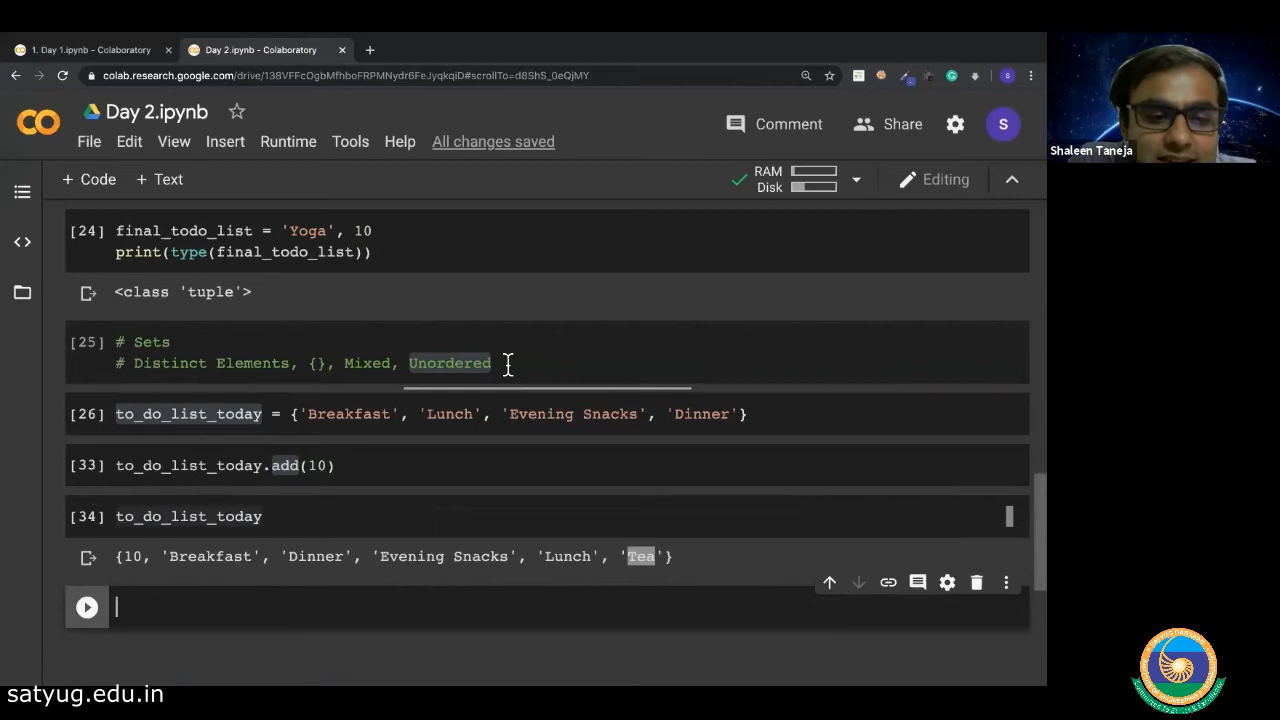 1. Day 1.ipynb - Colaboratory
Day 2.ipynb - Colaboratory
colab.research.google.com/drive/138VFFcOgbMfhboFRPMNydr6FeJyqkqiD#scrollTo=d8ShS_0eQjMY
S
CO
Day 2.ipynb
Comment
Share
S
File Edit View Insert Runtime Tools Help All changes saved
+ Code + Text
RAM
Disk
Editing
Shaleen Taneja
[24] final_todo_list = 'Yoga', 10
print(type(final_todo_list))
<class 'tuple'>
[25] # Sets
# Distinct Elements, {}, Mixed, Unordered
[26] to_do_list_today = {'Breakfast', 'Lunch', 'Evening Snacks', 'Dinner'}
[33] to_do_list_today.add(10)
[34] to_do_list_today
{10, 'Breakfast', 'Dinner', 'Evening Snacks', 'Lunch', 'Tea'}
satyug.edu.in